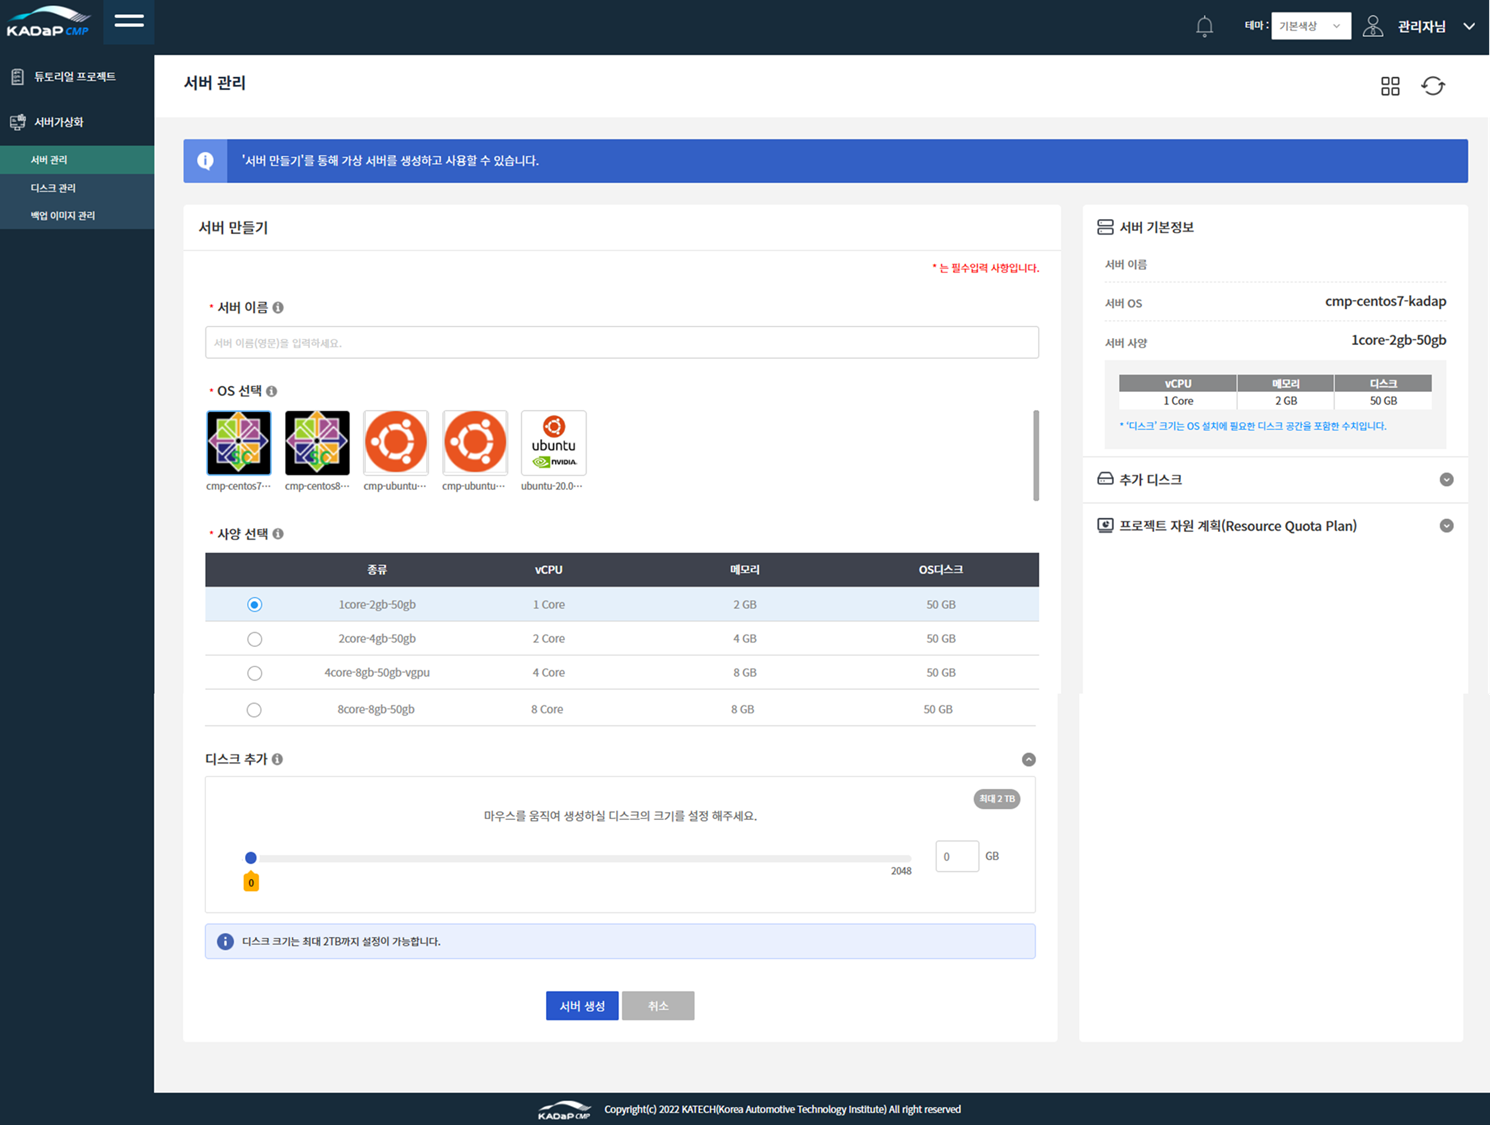 KADaP CMP
테마 : 기본색상
관리자님
튜토리얼 프로젝트
서버가상화
서버 관리
디스크 관리
백업 이미지 관리
서버 관리
'서버 만들기'를 통해 가상 서버를 생성하고 사용할 수 있습니다.
서버 만들기
* 는 필수입력 사항입니다.
* 서버 이름
서버 이름(영문)을 입력하세요.
* OS 선택
SC
SC
ubuntu
NVIDIA.
cmp-centos7··· cmp-centos8··· cmp-ubuntu··· cmp-ubuntu··· ubuntu-20.0···
* 사양 선택
종류 vCPU 메모리 OS디스크
1core-2gb-50gb 1 Core 2 GB 50 GB
2core-4gb-50gb 2 Core 4 GB 50 GB
4core-8gb-50gb-vgpu 4 Core 8 GB 50 GB
8core-8gb-50gb 8 Core 8 GB 50 GB
디스크 추가
최대 2 TB
마우스를 움직여 생성하실 디스크의 크기를 설정 해주세요.
0 GB
2048
0
디스크 크기는 최대 2TB까지 설정이 가능합니다.
서버 생성 취소
서버 기본정보
서버 이름
서버 OS cmp-centos7-kadap
서버 사양 1core-2gb-50gb
vCPU 메모리 디스크
1 Core 2 GB 50 GB
* '디스크' 크기는 OS 설치에 필요한 디스크 공간을 포함한 수치입니다.
추가 디스크
프로젝트 자원 계획(Resource Quota Plan)
KADaP CMP Copyright(c) 2022 KATECH(Korea Automotive Technology Institute) All right reserved